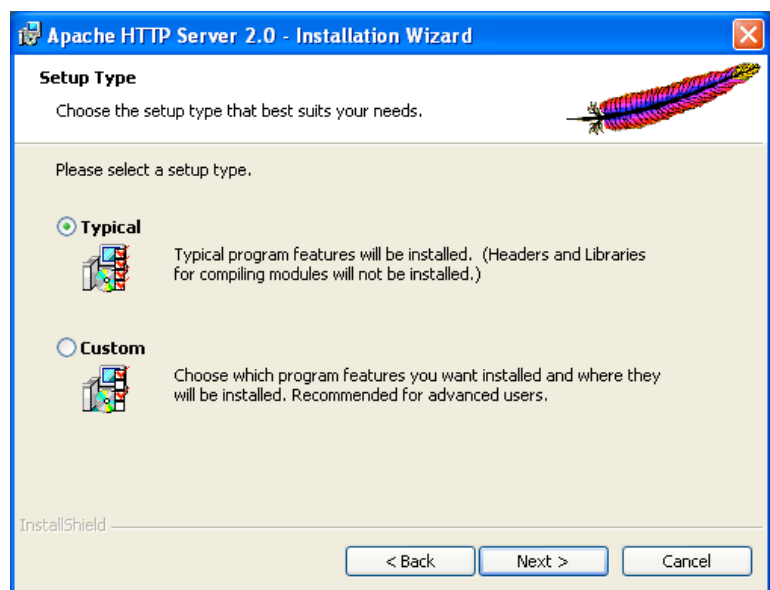 Apache HTTP Server 2.0 - Installation Wizard
Setup Type
Choose the setup type that best suits your needs.
Please select a setup type.
Typical
Typical program features will be installed.  (Headers and Libraries
for compiling modules will not be installed.)
Custom
Choose which program features you want installed and where they
will be installed. Recommended for advanced users.
InstallShield
< Back
Next >
Cancel